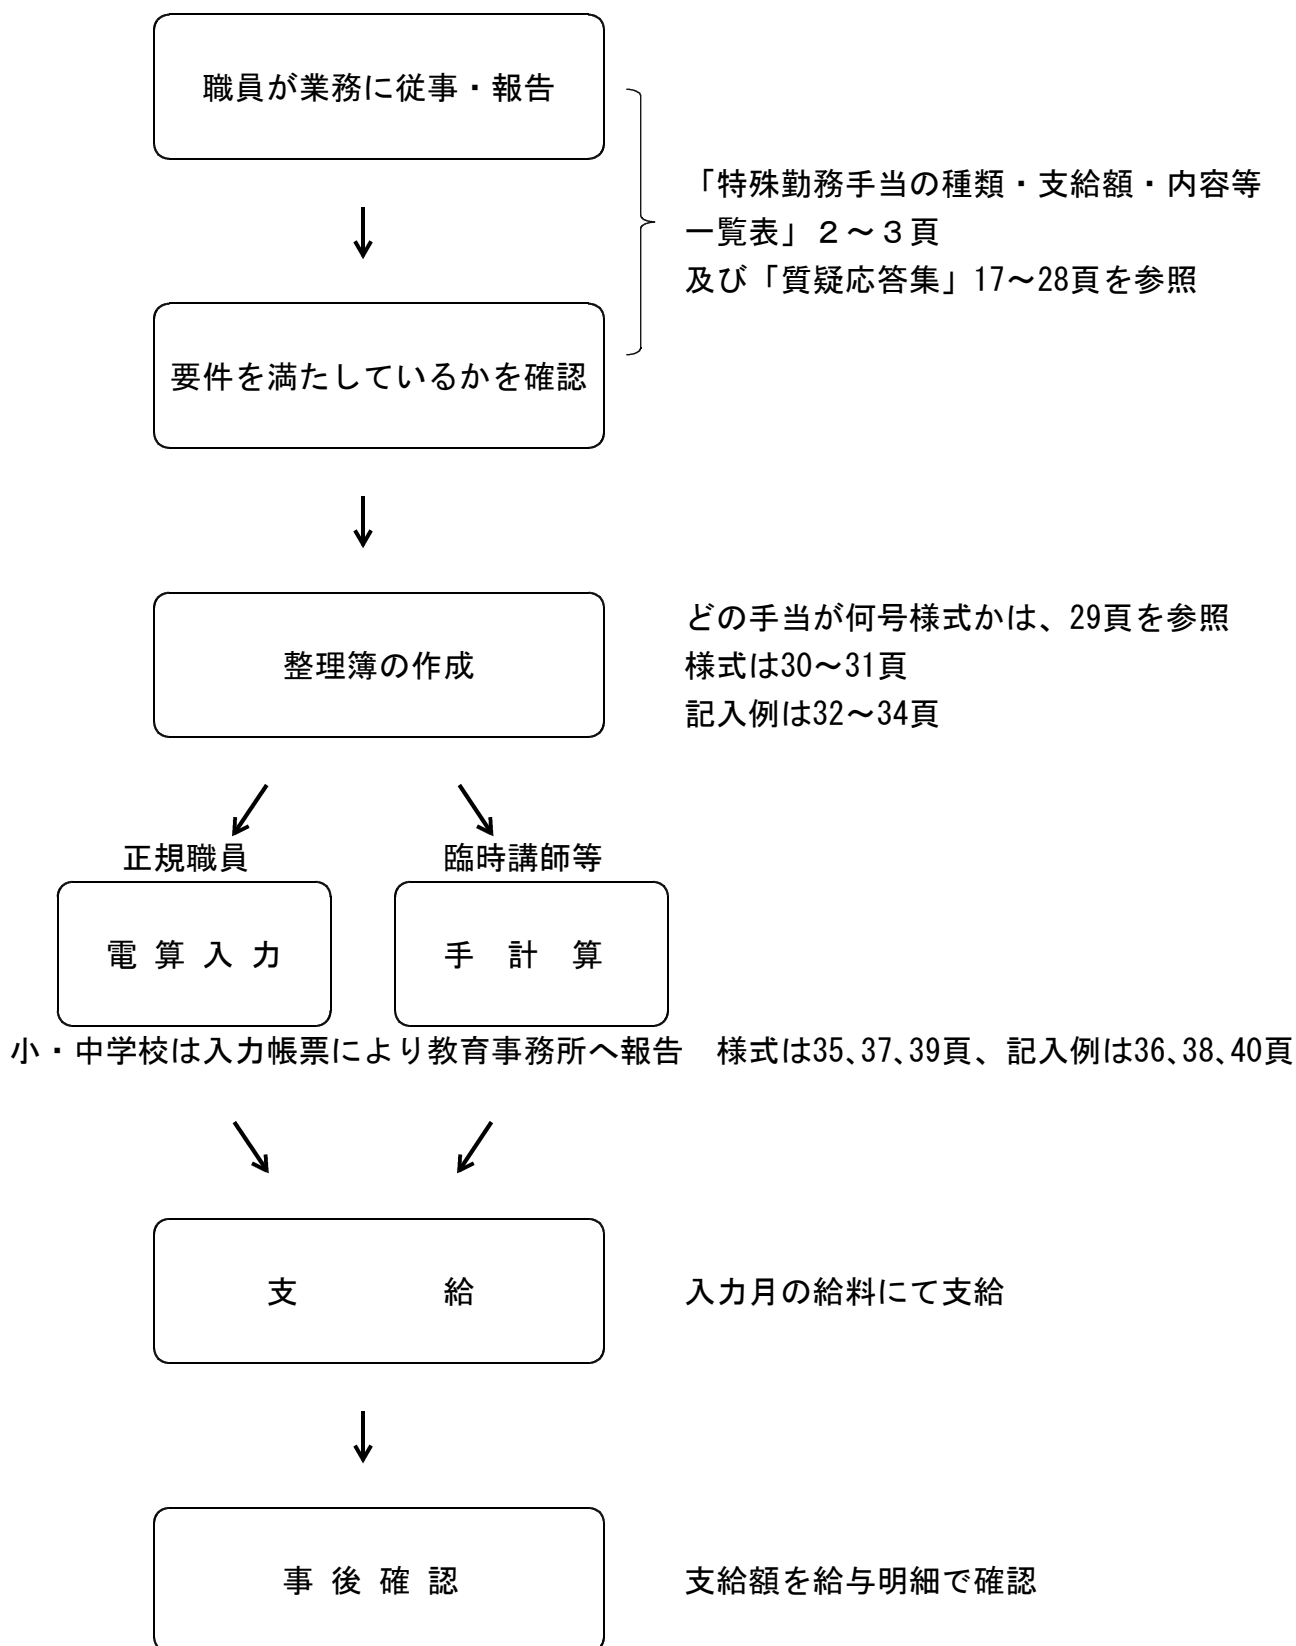 職員が業務に従事・報告
「特殊勤務手当の種類・支給額・内容等
一覧表」２～３頁
及び「質疑応答集」17～28頁を参照
要件を満たしているかを確認
どの手当が何号様式かは、29頁を参照
整理簿の作成
様式は30～31頁
記入例は32～34頁
正規職員　臨時講師等
電 算 入 力　手　計　算
小・中学校は入力帳票により教育事務所へ報告　様式は35、37、39頁、記入例は36、38、40頁
支　　　　給
入力月の給料にて支給
事 後 確 認
支給額を給与明細で確認